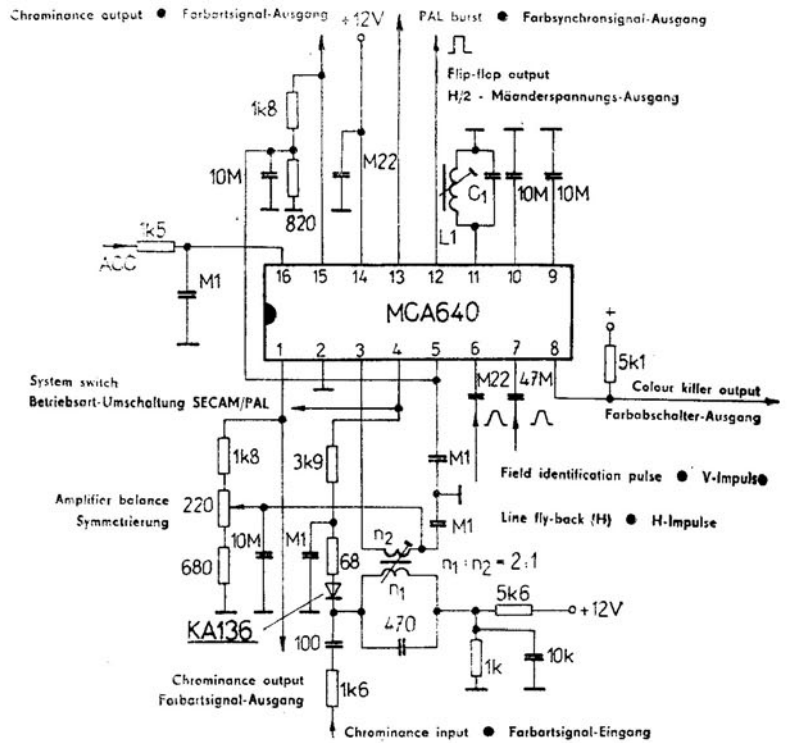 Chrominance output ● Farbartsignal-Ausgang
+12V
PAL burst ● Farbsynchronsignal-Ausgang
Flip-flop output
H/2 - Mäanderspannungs-Ausgang
1k8
10M
820
M22
C1
L1
10M
10M
1k5
ACC
M1
16 15 14 13 12 11 10 9
MCA640
1 2 3 4 5 6 7 8
+
5k1
System switch
Betriebsart-Umschaltung SECAM/PAL
M22
47M
Colour killer output
Farbabschalter-Ausgang
1k8
3k9
M1
Field identification pulse ● V-Impuls●
Amplifier balance
Symmetrierung
220
10M
M1
M1
Line fly-back (H) ● H-Impulse
680
68
n2
n1
n1 : n2 = 2:1
KA136
100
470
5k6
+12V
1k
10k
Chrominance output
Farbartsignal-Ausgang
1k6
Chrominance input ● Farbartsignal-Eingang